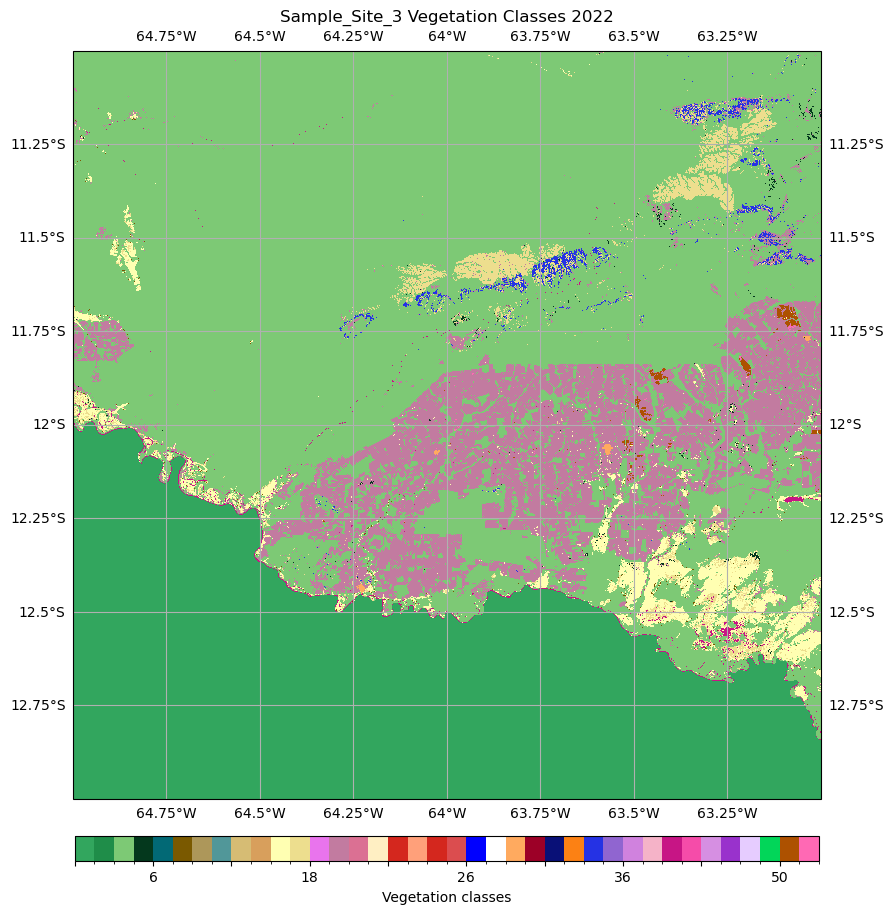 Sample_Site_3 Vegetation Classes 2022
64.75°W 64.5°W 64.25°W 64°W 63.75°W 63.5°W 63.25°W
11.25°S 11.25°S
11.5°S 11.5°S
11.75°S 11.75°S
12°S 12°S
12.25°S 12.25°S
12.5°S 12.5°S
12.75°S 12.75°S
64.75°W 64.5°W 64.25°W 64°W 63.75°W 63.5°W 63.25°W
6 18 26 36 50
Vegetation classes